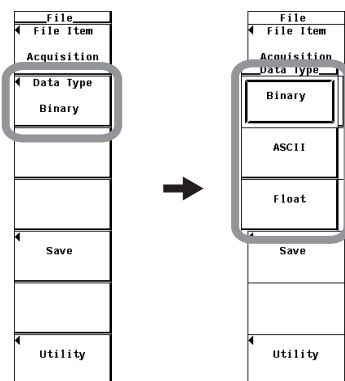 File
File Item
Acquisition
Data Type
Binary
Save
Utility
File
File Item
Acquisition
Data Type
Binary
ASCII
Float
Save
Utility